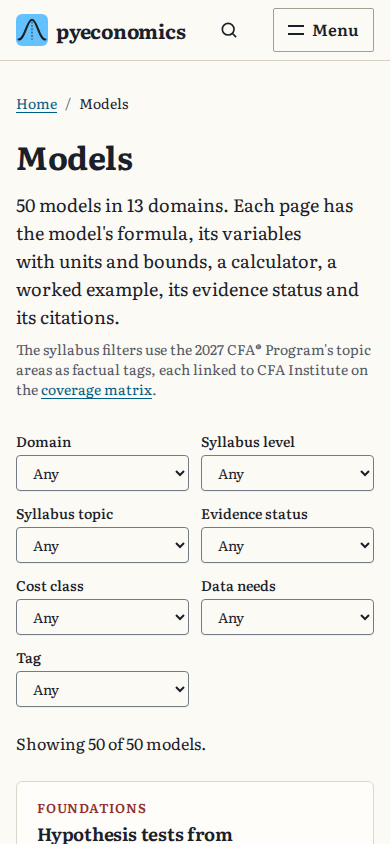 pyeconomics
Menu
Home / Models
Models
50 models in 13 domains. Each page has
the model's formula, its variables
with units and bounds, a calculator, a
worked example, its evidence status and
its citations.
The syllabus filters use the 2027 CFA® Program's topic
areas as factual tags, each linked to CFA Institute on
the coverage matrix.
Domain
Syllabus level
Any
Any
Syllabus topic
Evidence status
Any
Any
Cost class
Data needs
Any
Any
Tag
Any
Showing 50 of 50 models.
FOUNDATIONS
Hypothesis tests from